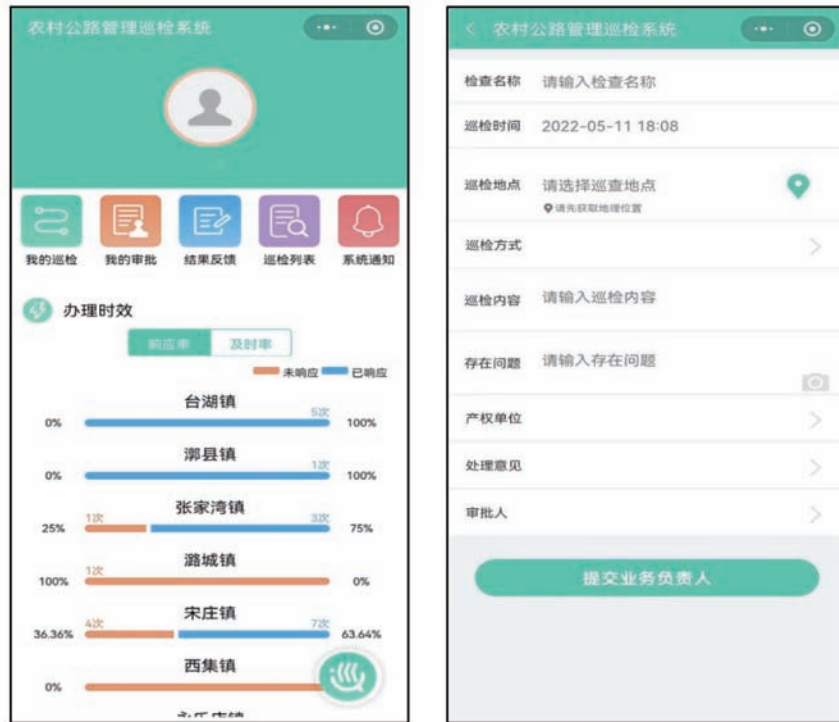 农村公路管理巡检系统
我的巡检 我的审批 结果反馈 巡检列表 系统通知
办理时效
响应率 及时率
未响应 已响应
台湖镇
5次
0% 100%
漷县镇
1次
0% 100%
张家湾镇
1次 3次
25% 75%
潞城镇
1次
100% 0%
宋庄镇
4次 7次
36.36% 63.64%
西集镇
0%
永乐店镇
农村公路管理巡检系统
检查名称 请输入检查名称
巡检时间 2022-05-11 18:08
巡检地点 请选择巡查地点
请先获取地理位置
巡检方式
巡检内容 请输入巡检内容
存在问题 请输入存在问题
产权单位
处理意见
审批人
提交业务负责人